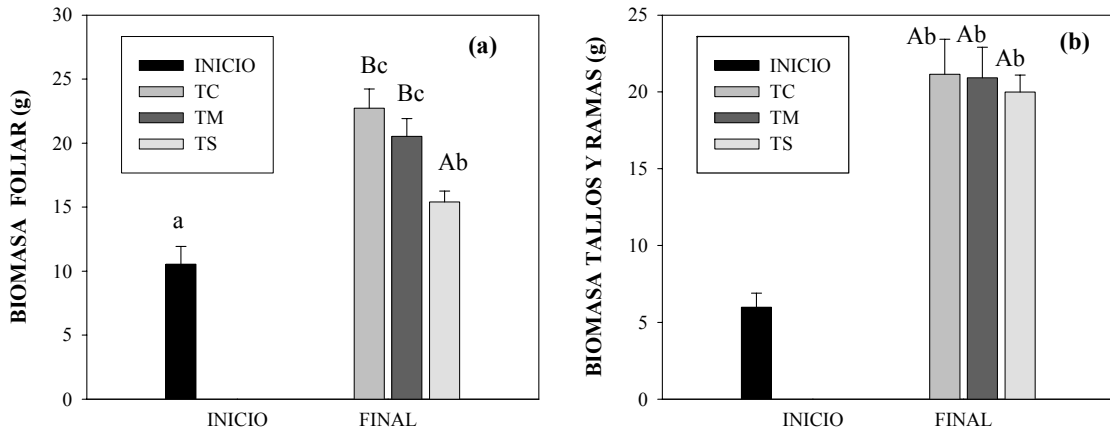 BIOMASA FOLIAR (g)
30
25
20
15
10
5
0
INICIO
TC
TM
TS
(a)
a
Bc
Bc
Ab
INICIO FINAL
BIOMASA TALLOS Y RAMAS (g)
25
20
15
10
5
0
INICIO
TC
TM
TS
(b)
Ab
Ab
Ab
INICIO FINAL